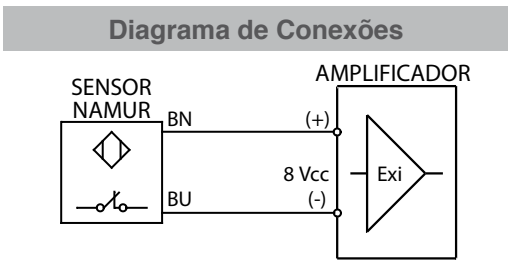 Diagrama de Conexões
AMPLIFICADOR
SENSOR
NAMUR
BN
(+)
8 Vcc
Exi
BU
(-)